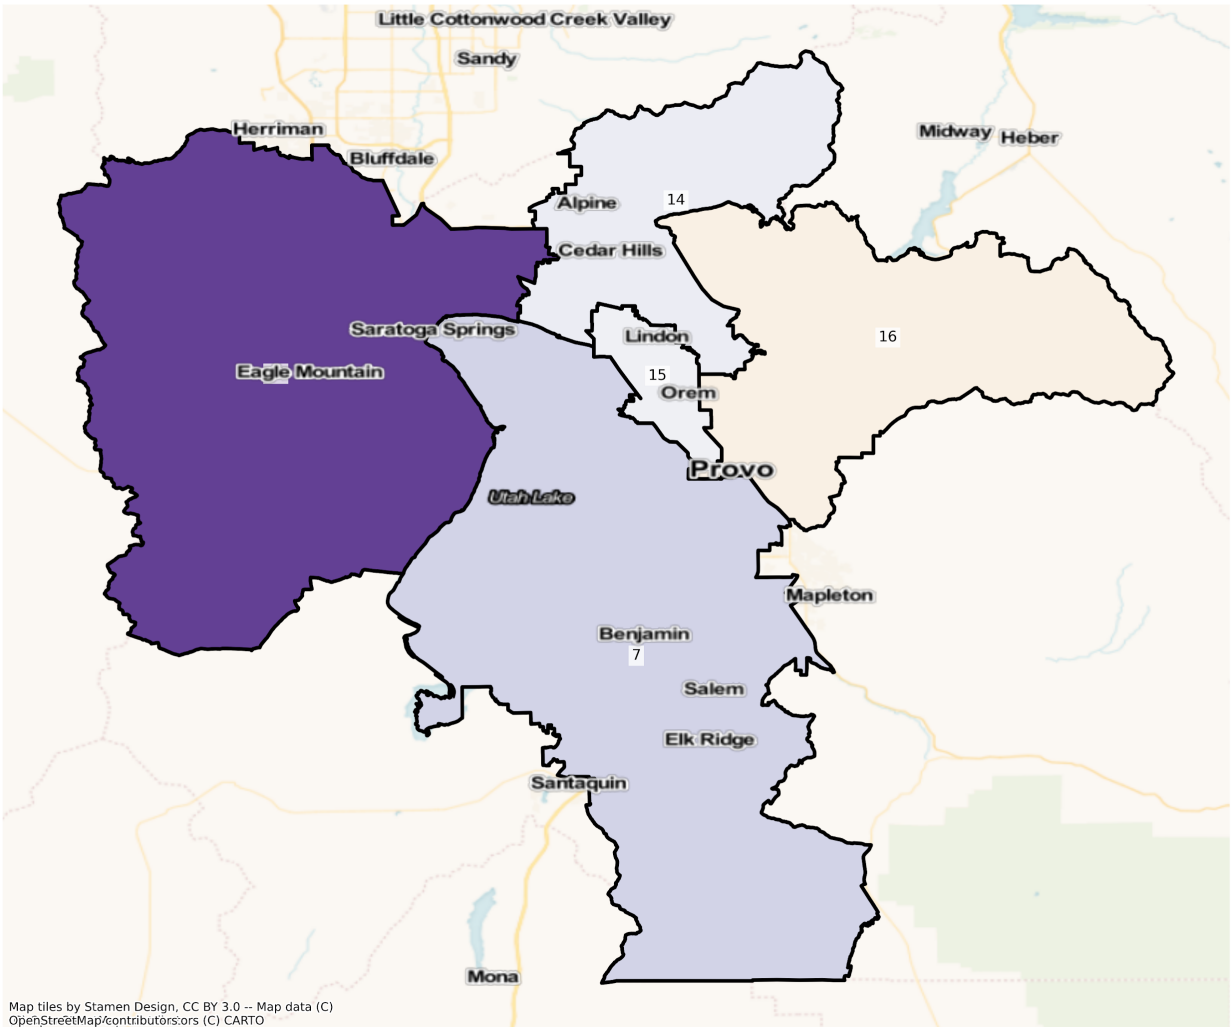 Little Cottonwood Creek Valley
Sandy
Herriman
Midway
Heber
Bluffdale
Alpine
14
Cedar Hills
Saratoga Springs
Lindon
16
Eagle Mountain
15
Orem
Provo
Utah Lake
Mapleton
Benjamin
7
Salem
Elk Ridge
Santaquin
Mona
Map tiles by Stamen Design, CC BY 3.0 -- Map data (C)
OpenStreetMap contributors (C) CARTO